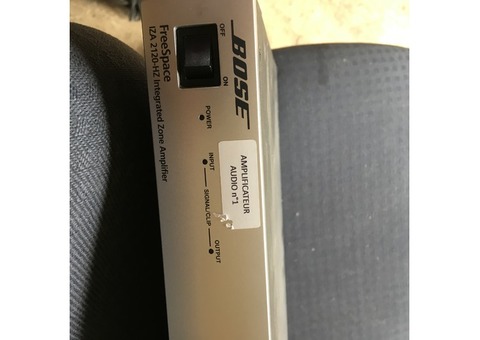 BOSE
OFF
ON
FreeSpace
IZA 2120-HZ Integrated Zone Amplifier
POWER
INPUT
SIGNAL/CLIP
OUTPUT
AMPLIFICATEUR
AUDIO n°1